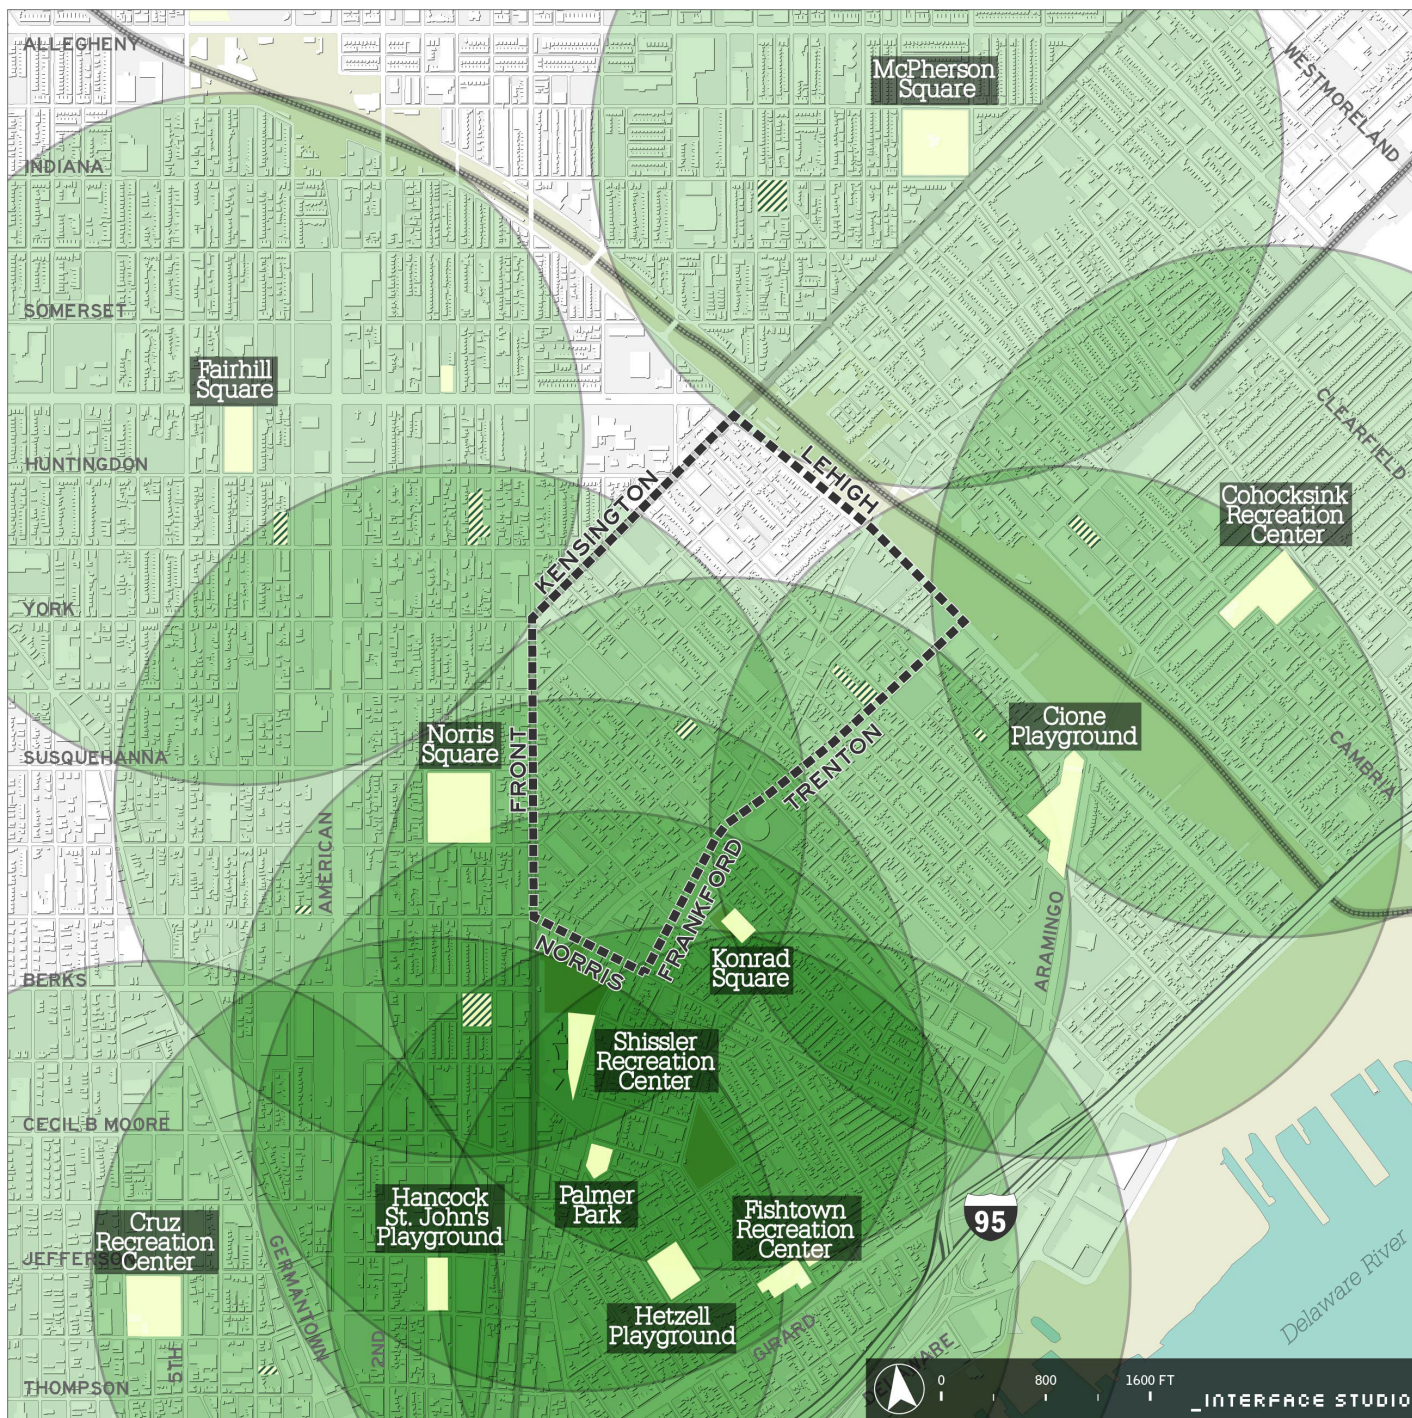 ALLEGHENY
McPherson
Square
WESTMORELAND
INDIANA
SOMERSET
Fairhill
Square
CLEARFIELD
HUNTINGDON
LEHIGH
KENSINGTON
Cohocksink
Recreation
Center
YORK
Norris
Square
FRONT
Cione
Playground
SUSQUEHANNA
TRENTON
CAMBRIA
AMERICAN
FRANKFORD
ARAMINGO
NORRIS
Konrad
Square
BERKS
Shissler
Recreation
Center
CECIL B MOORE
Palmer
Park
Hancock
St. John's
Playground
Fishtown
Recreation
Center
95
Cruz
Recreation
Center
JEFFERSO
GERMANTOWN
Hetzell
Playground
GIRARD
Delaware River
5TH
2ND
THOMPSON
0 800 1600 FT
_INTERFACE STUDIO